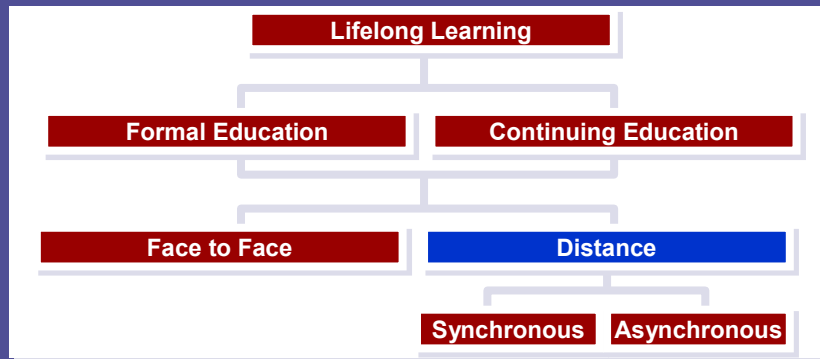 Lifelong Learning
Formal Education
Continuing Education
Face to Face
Distance
Synchronous
Asynchronous